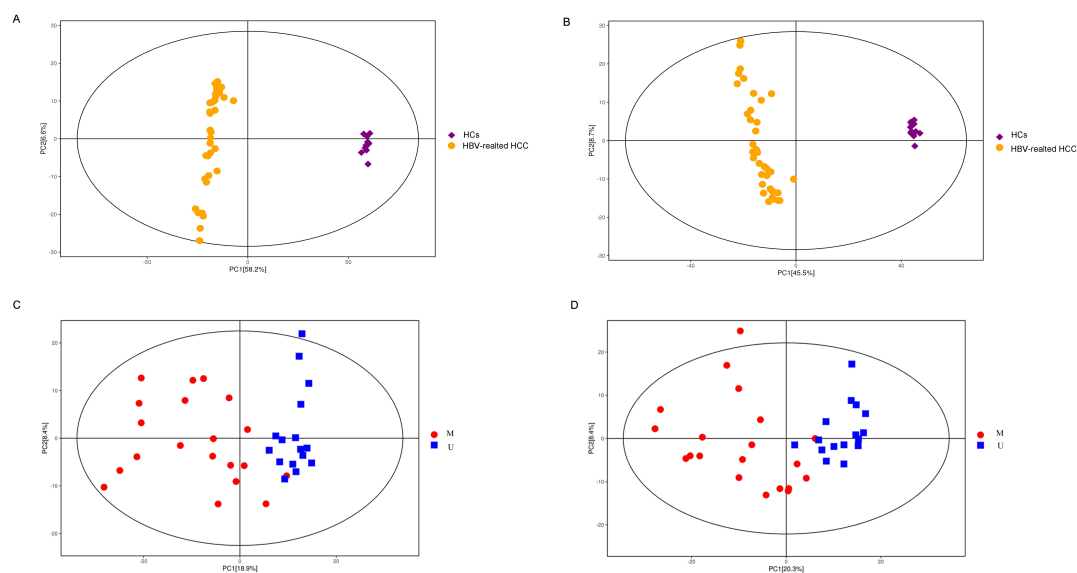 A
30
20
10
0
-10
-20
-30
PC2[6.6%]
-50
0
50
PC1[58.2%]
HCs
HBV-realted HCC
B
30
20
10
0
-10
-20
-30
PC2[8.7%]
-40
0
40
PC1[45.5%]
HCs
HBV-realted HCC
C
20
10
0
-10
-20
PC2[8.4%]
-20
0
20
PC1[18.9%]
M
U
D
20
10
0
-10
-20
PC2[8.4%]
-20
0
20
PC1[20.3%]
M
U